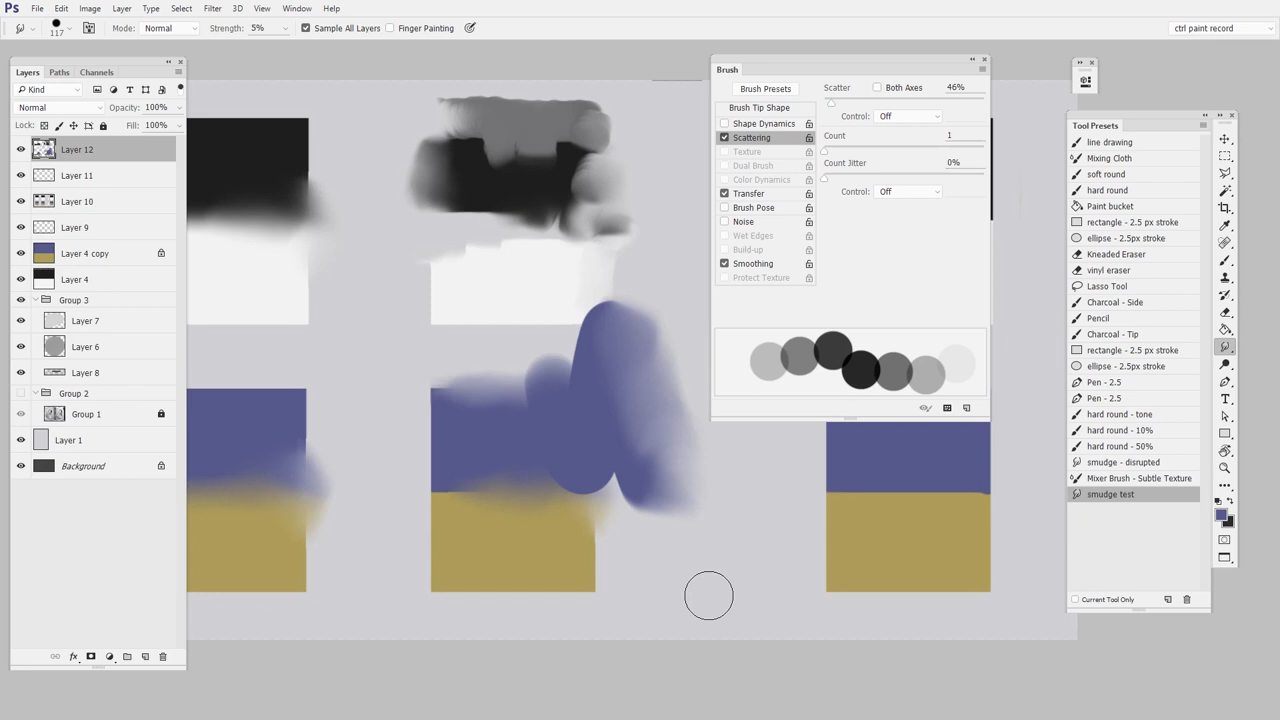 Ps File Edit Image Layer Type Select Filter 3D View Window Help
117 Mode: Normal Strength: 5% Sample All Layers Finger Painting ctrl paint record
Layers Paths Channels
Kind
Normal Opacity: 100%
Lock: Fill: 100%
Layer 12
Layer 11
Layer 10
Layer 9
Layer 4 copy
Layer 4
Group 3
Layer 7
Layer 6
Layer 8
Group 2
Group 1
Layer 1
Background
fx
Brush
Brush Presets
Brush Tip Shape
Shape Dynamics
Scattering
Texture
Dual Brush
Color Dynamics
Transfer
Brush Pose
Noise
Wet Edges
Build-up
Smoothing
Protect Texture
Scatter Both Axes 46%
Control: Off
Count 1
Count Jitter 0%
Control: Off
Tool Presets
line drawing
Mixing Cloth
soft round
hard round
Paint bucket
rectangle - 2.5 px stroke
ellipse - 2.5px stroke
Kneaded Eraser
vinyl eraser
Lasso Tool
Charcoal - Side
Pencil
Charcoal - Tip
rectangle - 2.5 px stroke
ellipse - 2.5 px stroke
Pen - 2.5
Pen - 2.5
hard round - tone
hard round - 10%
hard round - 50%
smudge - disrupted
Mixer Brush - Subtle Texture
smudge test
Current Tool Only